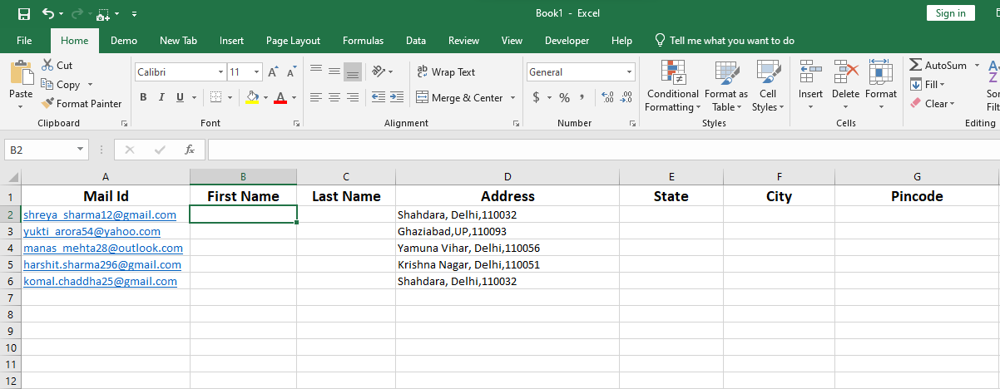 Book1 - Excel
Sign in
File Home Demo New Tab Insert Page Layout Formulas Data Review View Developer Help Tell me what you want to do
Paste
Cut
Copy
Format Painter
Clipboard
Calibri 11
B I U
Font
Wrap Text
Merge & Center
Alignment
General
$ % ,
Number
Conditional Formatting
Format as Table
Cell Styles
Styles
Insert Delete Format
Cells
AutoSum
Fill
Clear
Editing
B2 fx
A B C D E F G
1 Mail Id First Name Last Name Address State City Pincode
2 shreya_sharma12@gmail.com Shahdara, Delhi,110032
3 yukti_arora54@yahoo.com Ghaziabad,UP,110093
4 manas_mehta28@outlook.com Yamuna Vihar, Delhi,110056
5 harshit.sharma296@gmail.com Krishna Nagar, Delhi,110051
6 komal.chaddha25@gmail.com Shahdara, Delhi,110032
7
8
9
10
11
12